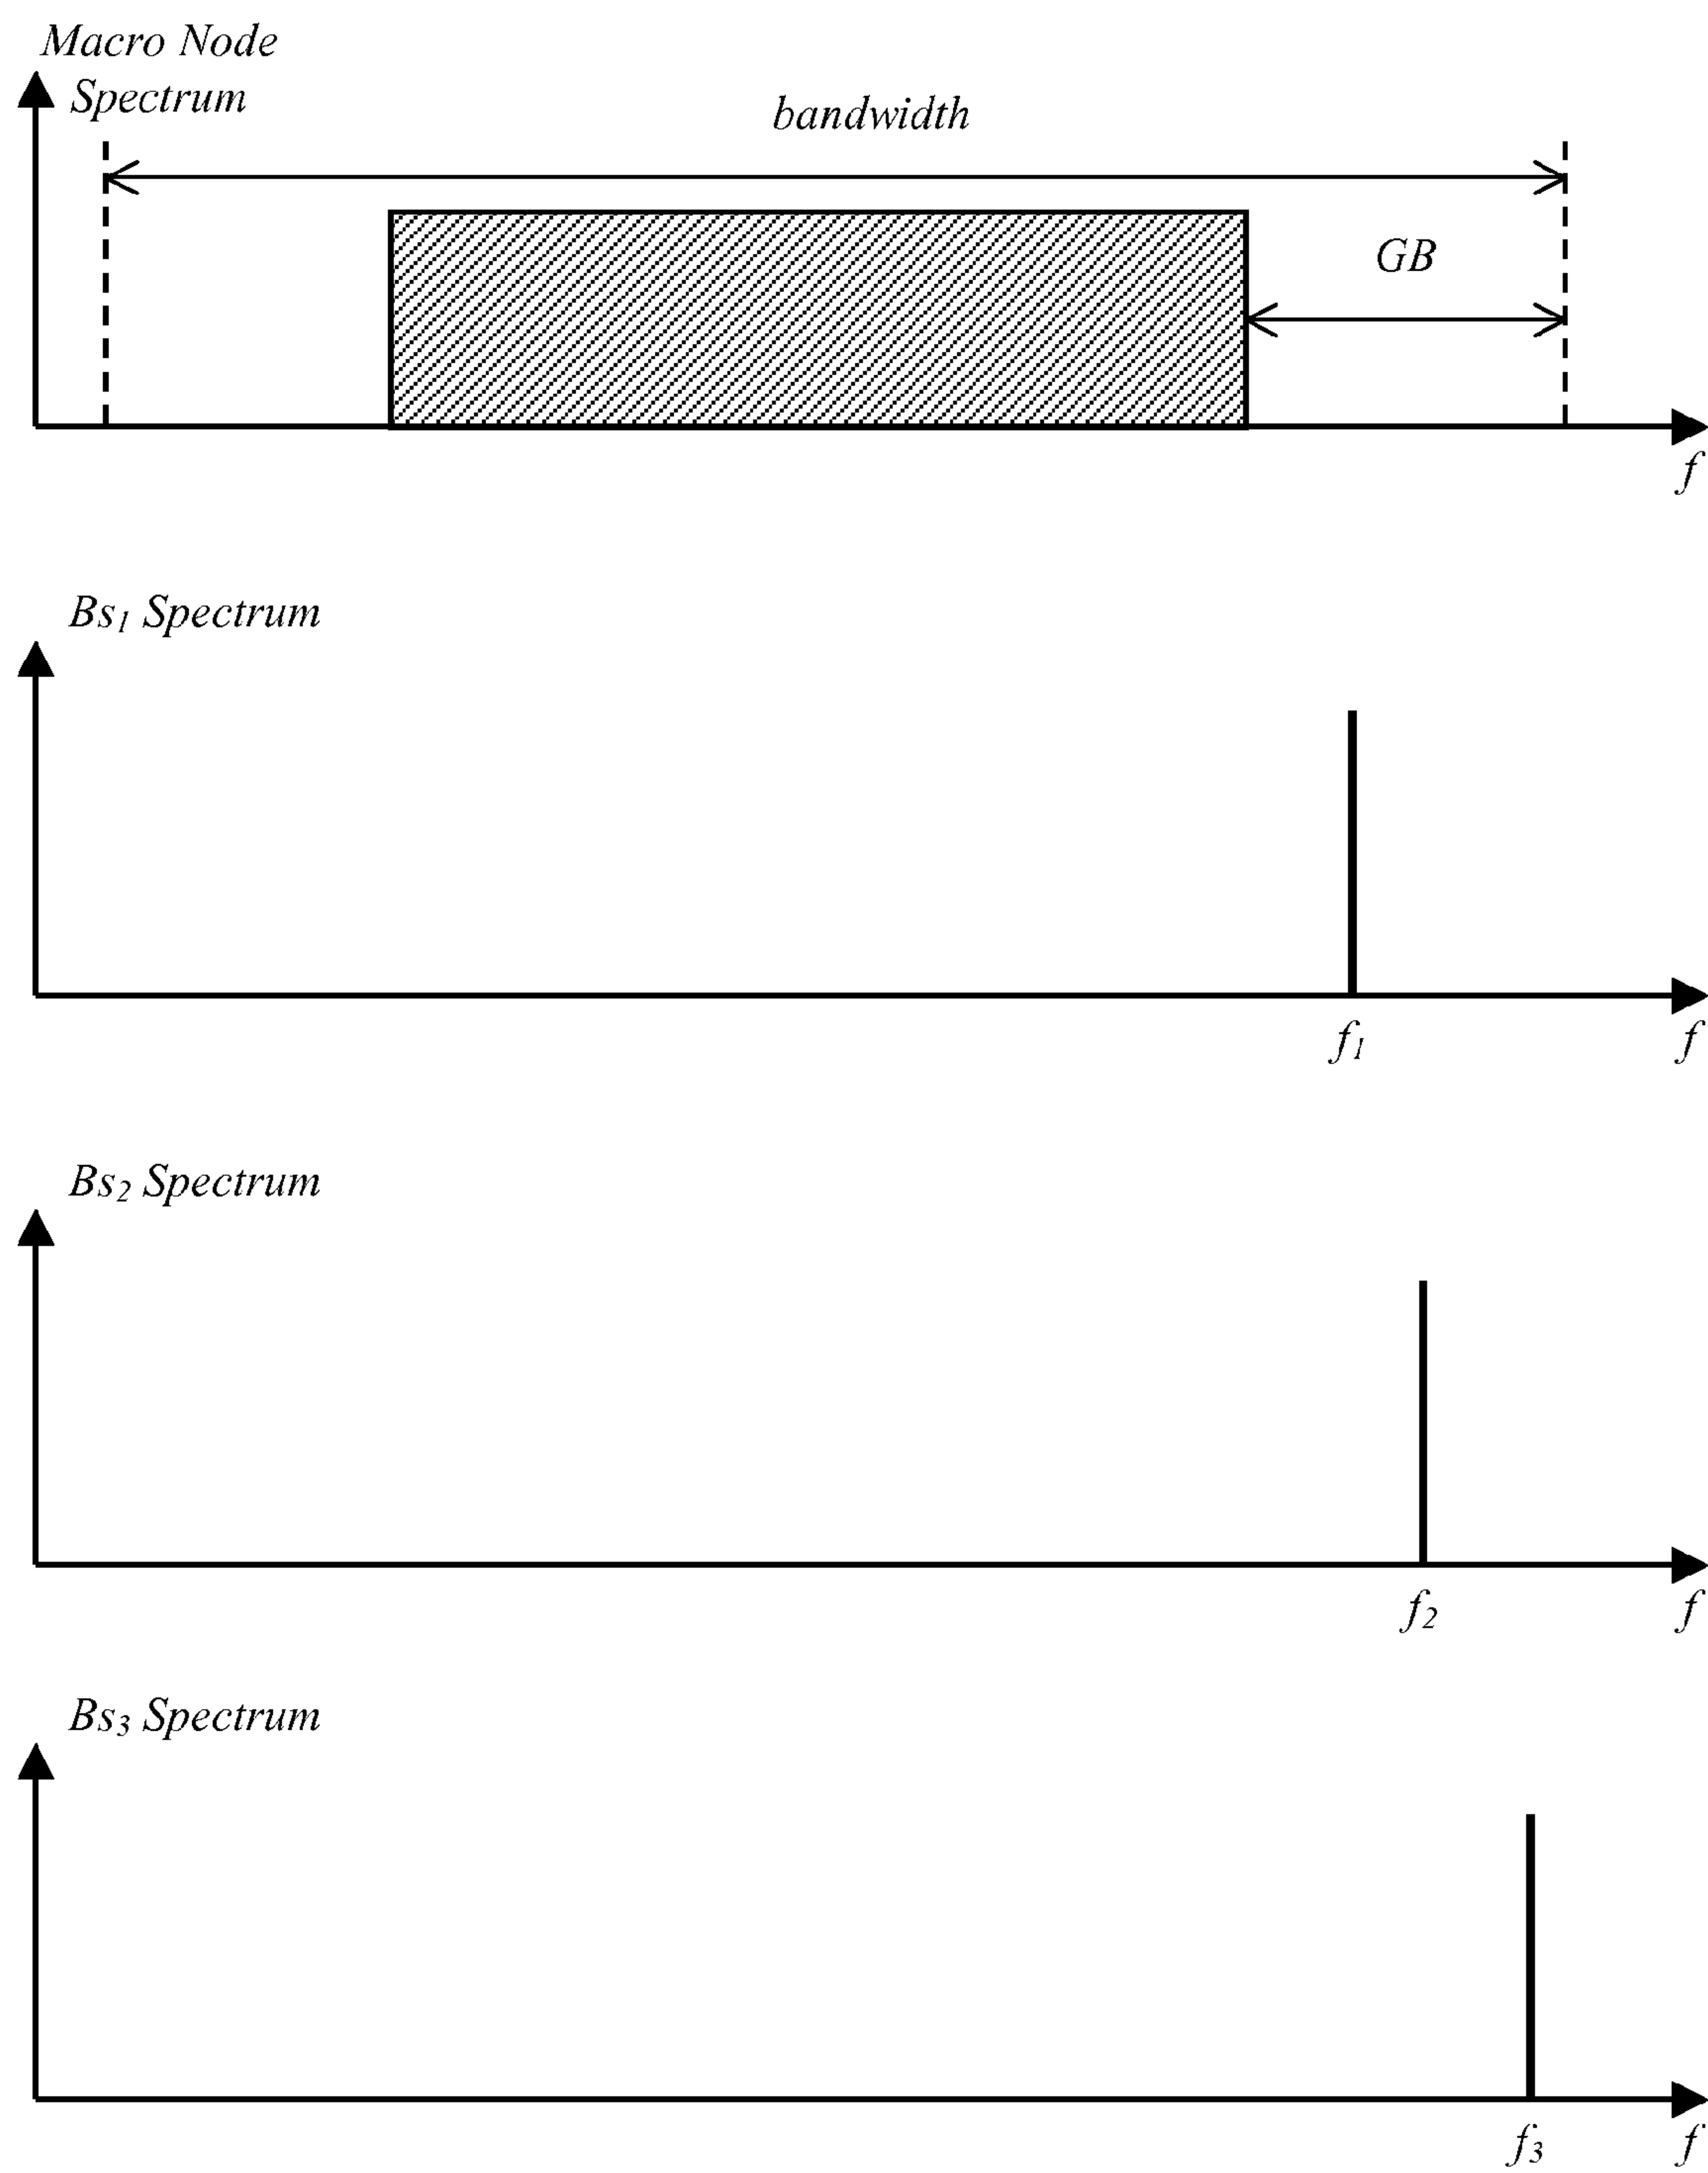 Macro Node
Spectrum
bandwidth
GB
f
Bs1 Spectrum
f1
f
Bs2 Spectrum
f2
f
Bs3 Spectrum
f3
f